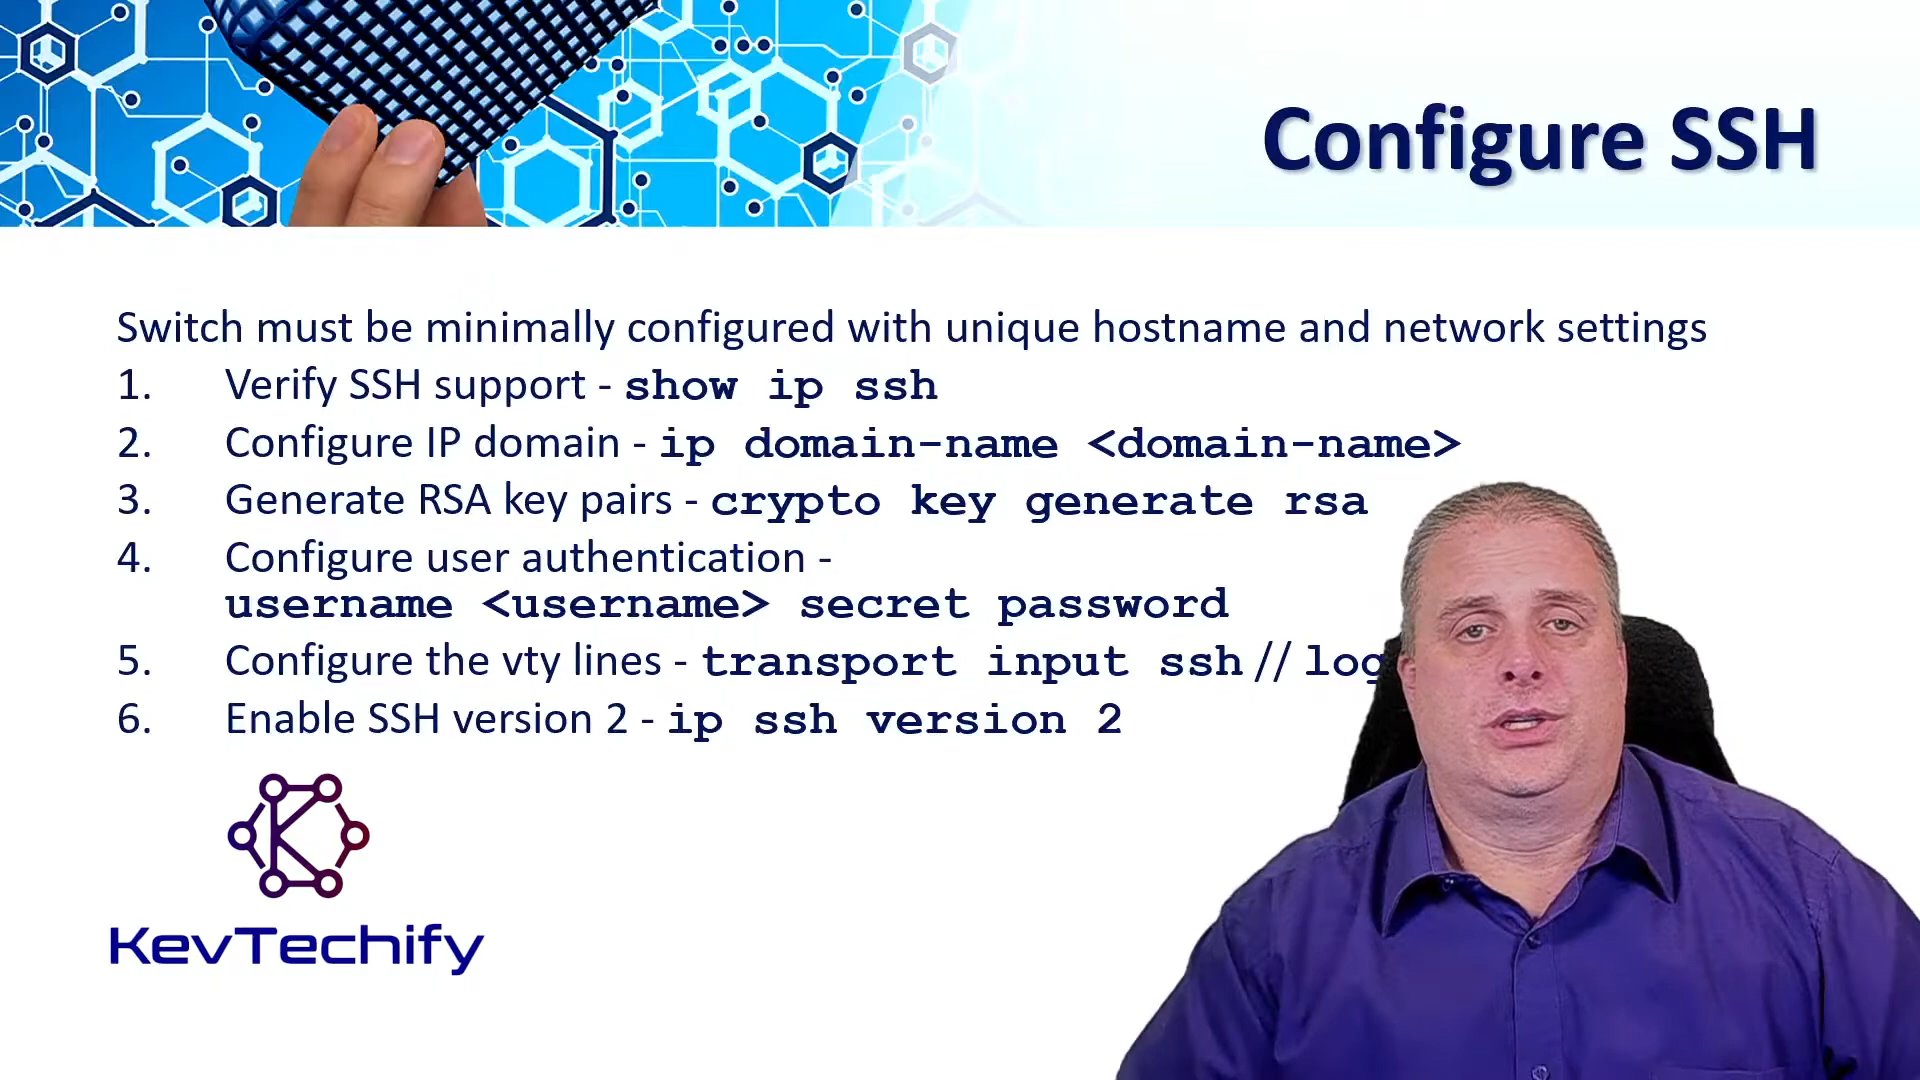 Configure SSH
Switch must be minimally configured with unique hostname and network settings
1. Verify SSH support - show ip ssh
2. Configure IP domain - ip domain-name <domain-name>
3. Generate RSA key pairs - crypto key generate rsa
4. Configure user authentication -
username <username> secret password
5. Configure the vty lines - transport input ssh //
6. Enable SSH version 2 - ip ssh version 2
KevTechify